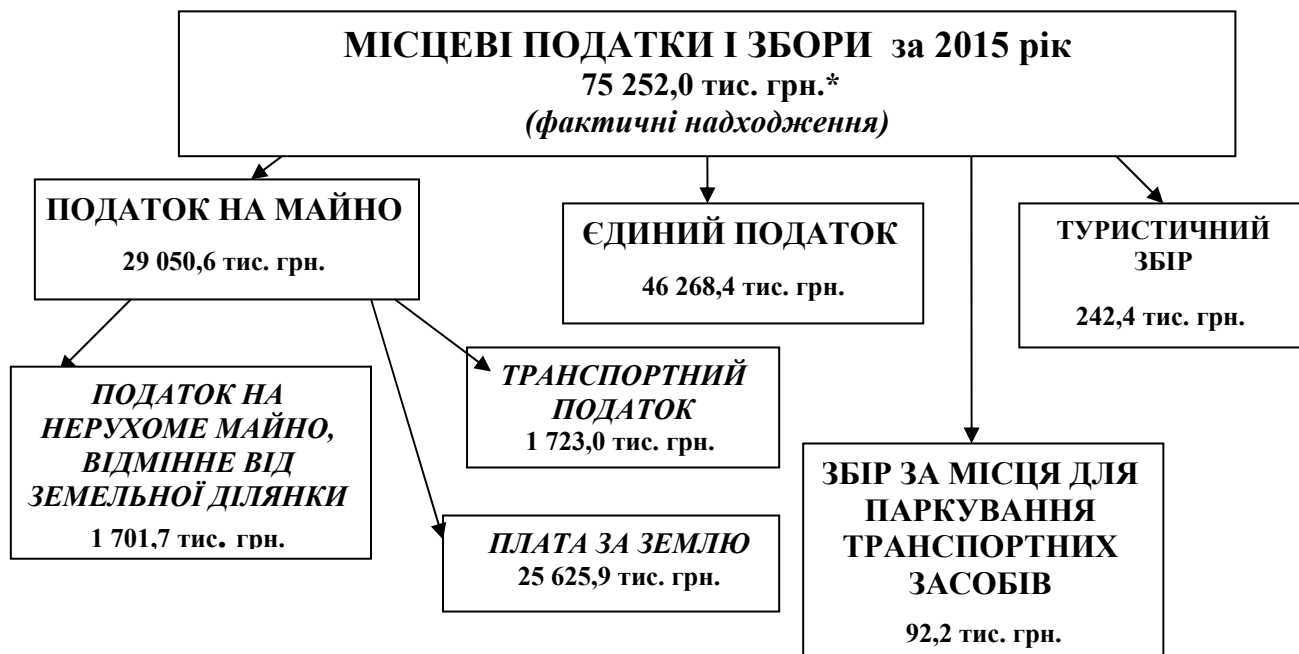 МІСЦЕВІ ПОДАТКИ І ЗБОРИ за 2015 рік
75 252,0 тис. грн.*
(фактичні надходження)
ПОДАТОК НА МАЙНО
29 050,6 тис. грн.
ЄДИНИЙ ПОДАТОК
46 268,4 тис. грн.
ТУРИСТИЧНИЙ
ЗБІР
242,4 тис. грн.
ПОДАТОК НА
НЕРУХОМЕ МАЙНО,
ВІДМІННЕ ВІД
ЗЕМЕЛЬНОЇ ДІЛЯНКИ
1 701,7 тис. грн.
ТРАНСПОРТНИЙ
ПОДАТОК
1 723,0 тис. грн.
ПЛАТА ЗА ЗЕМЛЮ
25 625,9 тис. грн.
ЗБІР ЗА МІСЦЯ ДЛЯ
ПАРКУВАННЯ
ТРАНСПОРТНИХ
ЗАСОБІВ
92,2 тис. грн.